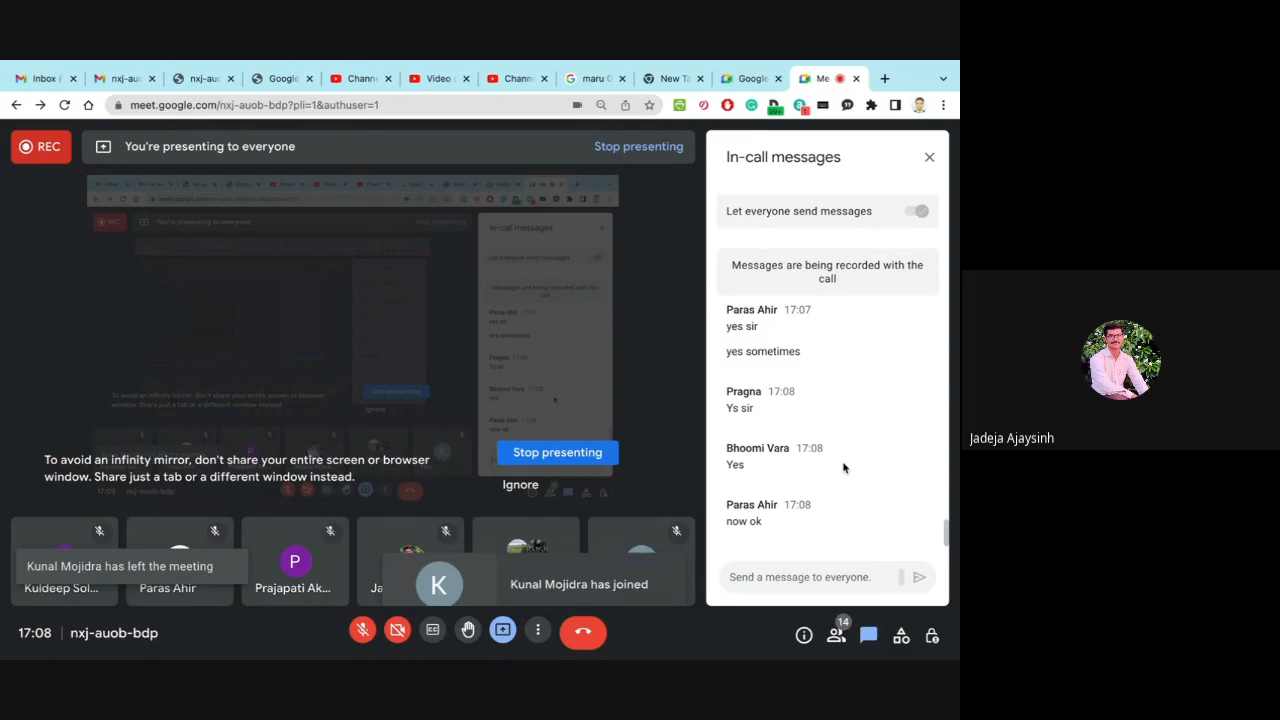 Inbox (
nxj-auo
nxj-auo
Google
Chann
Video c
Chann
maru G
New Ta
Google
Me
meet.google.com/nxj-auob-bdp?pli=1&authuser=1
REC
You're presenting to everyone
Stop presenting
In-call messages
Let everyone send messages
Messages are being recorded with the
call
Paras Ahir 17:07
yes sir
yes sometimes
Pragna 17:08
Ys sir
Bhoomi Vara 17:08
Yes
Paras Ahir 17:08
now ok
Send a message to everyone.
To avoid an infinity mirror, don't share your entire screen or browser
window. Share just a tab or a different window instead.
Stop presenting
Ignore
Kunal Mojidra has left the meeting
Kuldeep Sol...
Paras Ahir
P
Prajapati Ak...
Ja
K
Kunal Mojidra has joined
17:08 | nxj-auob-bdp
14
Jadeja Ajaysinh